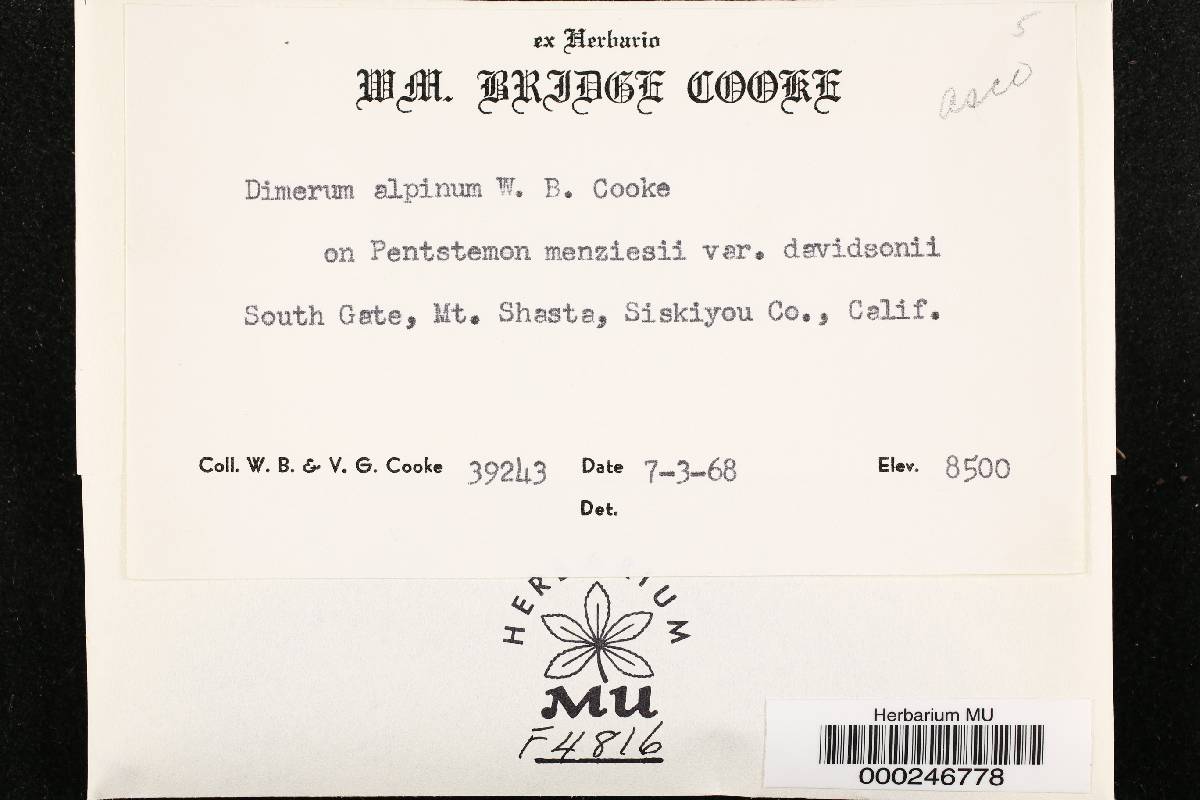 5
asco
ex Herbario
WM. BRIDGE COOKE
Dimerum alpinum W. B. Cooke
on Pentstemon menziesii var. davidsonii
South Gate, Mt. Shasta, Siskiyou Co., Calif.
Coll. W. B. & V. G. Cooke 39243 Date 7-3-68 Elev. 8500
Det.
MU
F4816
Herbarium MU
000246778